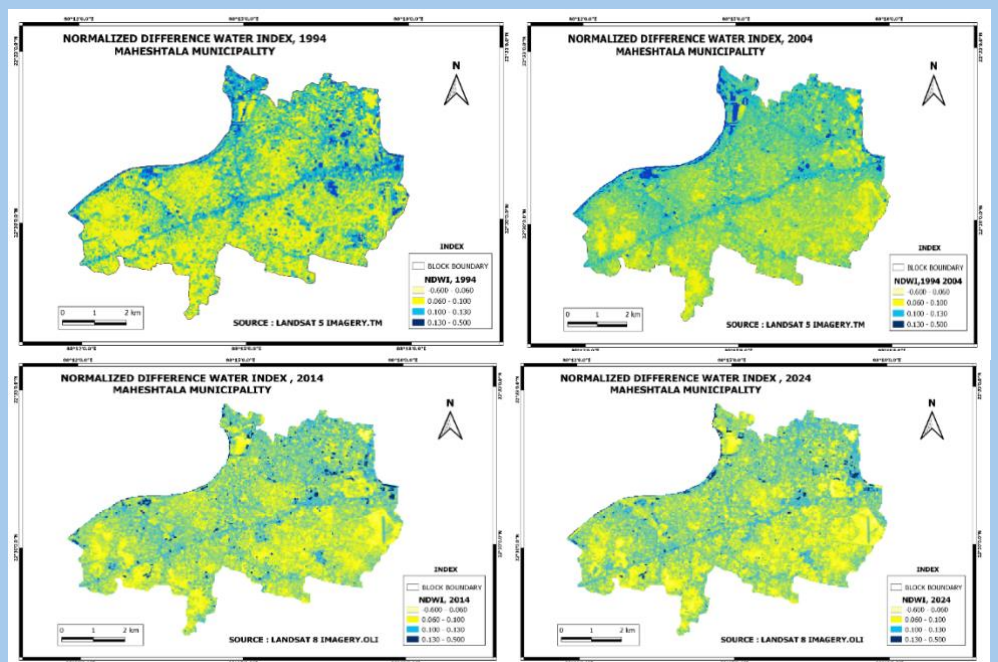 NORMALIZED DIFFERENCE WATER INDEX, 1994
MAHESHTALA MUNICIPALITY
N
INDEX
BLOCK BOUNDARY
NDWI, 1994
-0.600 - 0.060
0.060 - 0.100
0.100 - 0.130
0.130 - 0.500
0 1 2 km
SOURCE : LANDSAT 5 IMAGERY.TM
NORMALIZED DIFFERENCE WATER INDEX, 2004
MAHESHTALA MUNICIPALITY
N
INDEX
BLOCK BOUNDARY
NDWI,1994 2004
-0.600 - 0.060
0.060 - 0.100
0.100 - 0.130
0.130 - 0.500
0 1 2 km
SOURCE : LANDSAT 5 IMAGERY.TM
NORMALIZED DIFFERENCE WATER INDEX , 2014
MAHESHTALA MUNICIPALITY
N
INDEX
BLOCK BOUNDARY
NDWI, 2014
-0.600 - 0.060
0.060 - 0.100
0.100 - 0.130
0.130 - 0.500
0 1 2 km
SOURCE : LANDSAT 8 IMAGERY.OLI
NORMALIZED DIFFERENCE WATER INDEX , 2024
MAHESHTALA MUNICIPALITY
N
INDEX
BLOCK BOUNDARY
NDWI, 2024
-0.600 - 0.060
0.060 - 0.100
0.100 - 0.130
0.130 - 0.500
0 1 2 km
SOURCE : LANDSAT 8 IMAGERY.OLI